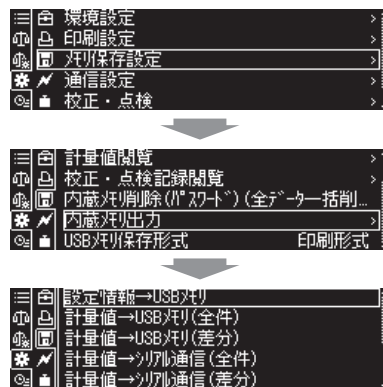 環境設定 >
印刷設定 >
ﾒﾓﾘ保存設定 >
通信設定 >
校正・点検 >
計量値閲覧 >
校正・点検記録閲覧 >
内蔵ﾒﾓﾘ削除(ﾊﾟｽﾜｰﾄﾞ)(全ﾃﾞｰﾀ一括削...
内蔵ﾒﾓﾘ出力 >
USBﾒﾓﾘ保存形式 印刷形式
設定情報→USBﾒﾓﾘ
計量値→USBﾒﾓﾘ(全件)
計量値→USBﾒﾓﾘ(差分)
計量値→ｼﾘｱﾙ通信(全件)
計量値→ｼﾘｱﾙ通信(差分)